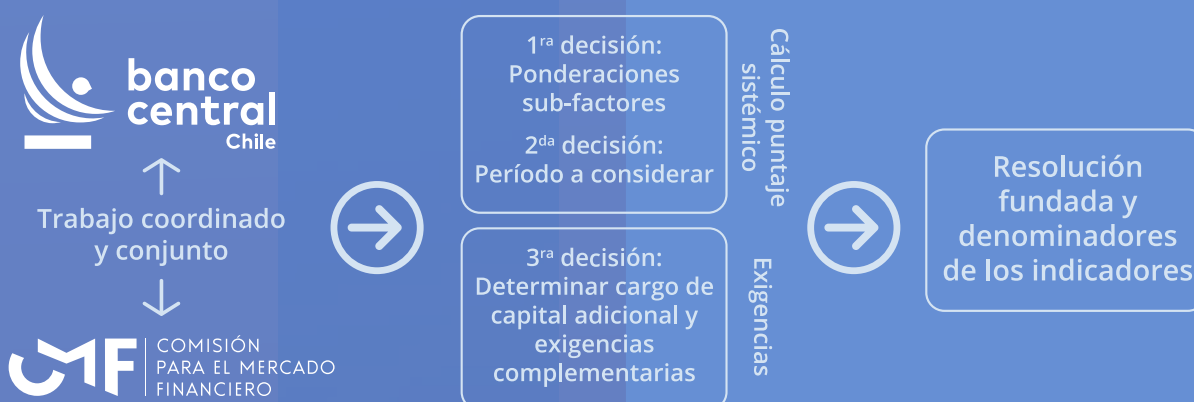 banco
central
Chile
Trabajo coordinado
y conjunto
CMF
COMISIÓN
PARA EL MERCADO
FINANCIERO
1ra decisión:
Ponderaciones
sub-factores
2da decisión:
Período a considerar
Cálculo puntaje
sistémico
3ra decisión:
Determinar cargo de
capital adicional y
exigencias
complementarias
Exigencias
Resolución
fundada y
denominadores
de los indicadores